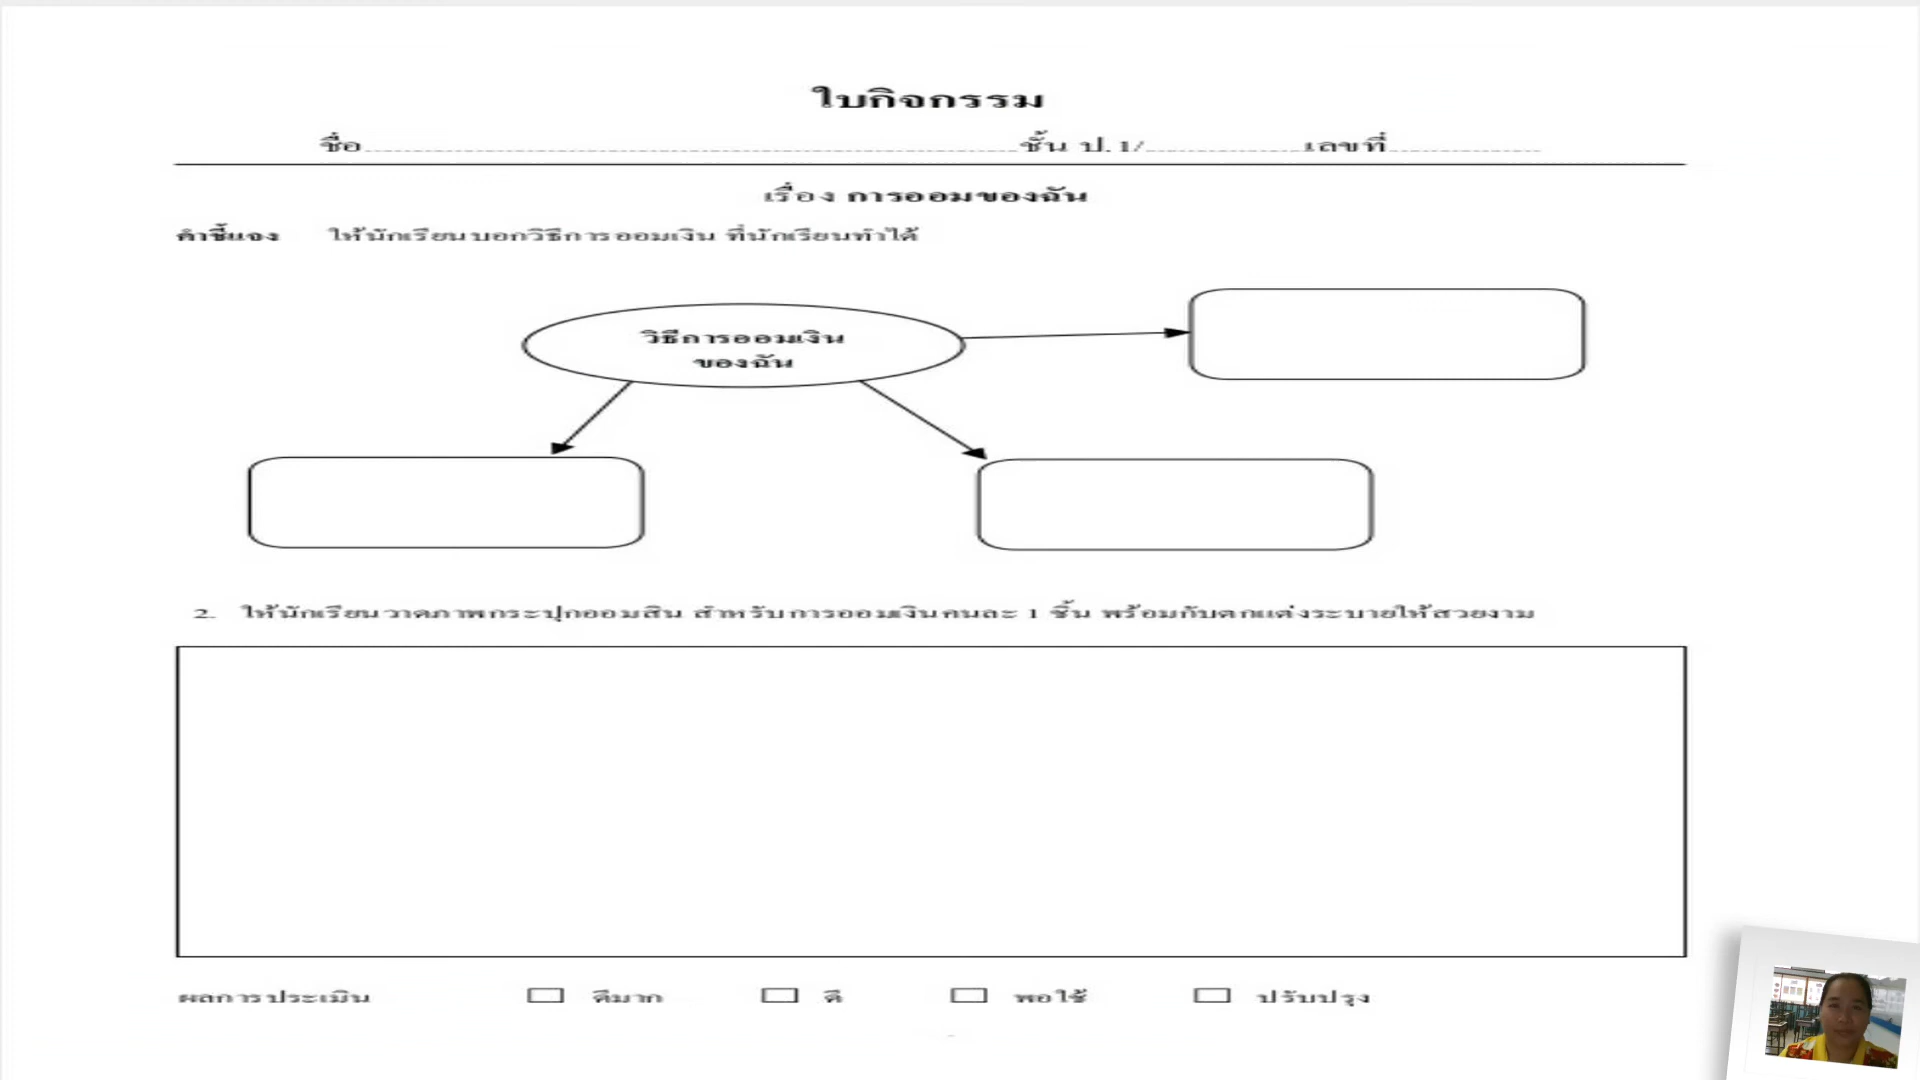 ใบกิจกรรม
ชื่อ.......................................................................................ชั้น ป.1/....................เลขที่....................
เรื่อง การออมของฉัน
คำชี้แจง ให้นักเรียนบอกวิธีการออมเงิน ที่นักเรียนทำได้
วิธีการออมเงิน
ของฉัน
2. ให้นักเรียนวาดภาพกระปุกออมสิน สำหรับการออมเงินคนละ 1 ชิ้น พร้อมกับตกแต่งระบายให้สวยงาม
ผลการประเมิน ดีมาก ดี พอใช้ ปรับปรุง